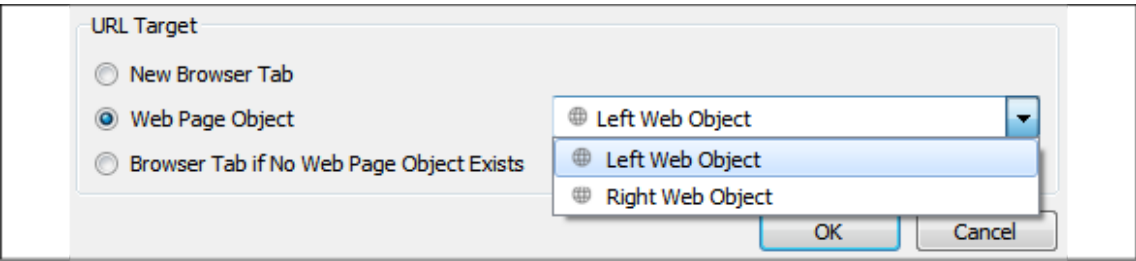 URL Target
New Browser Tab
Web Page Object
Left Web Object
Browser Tab if No Web Page Object Exists
Left Web Object
Right Web Object
OK
Cancel